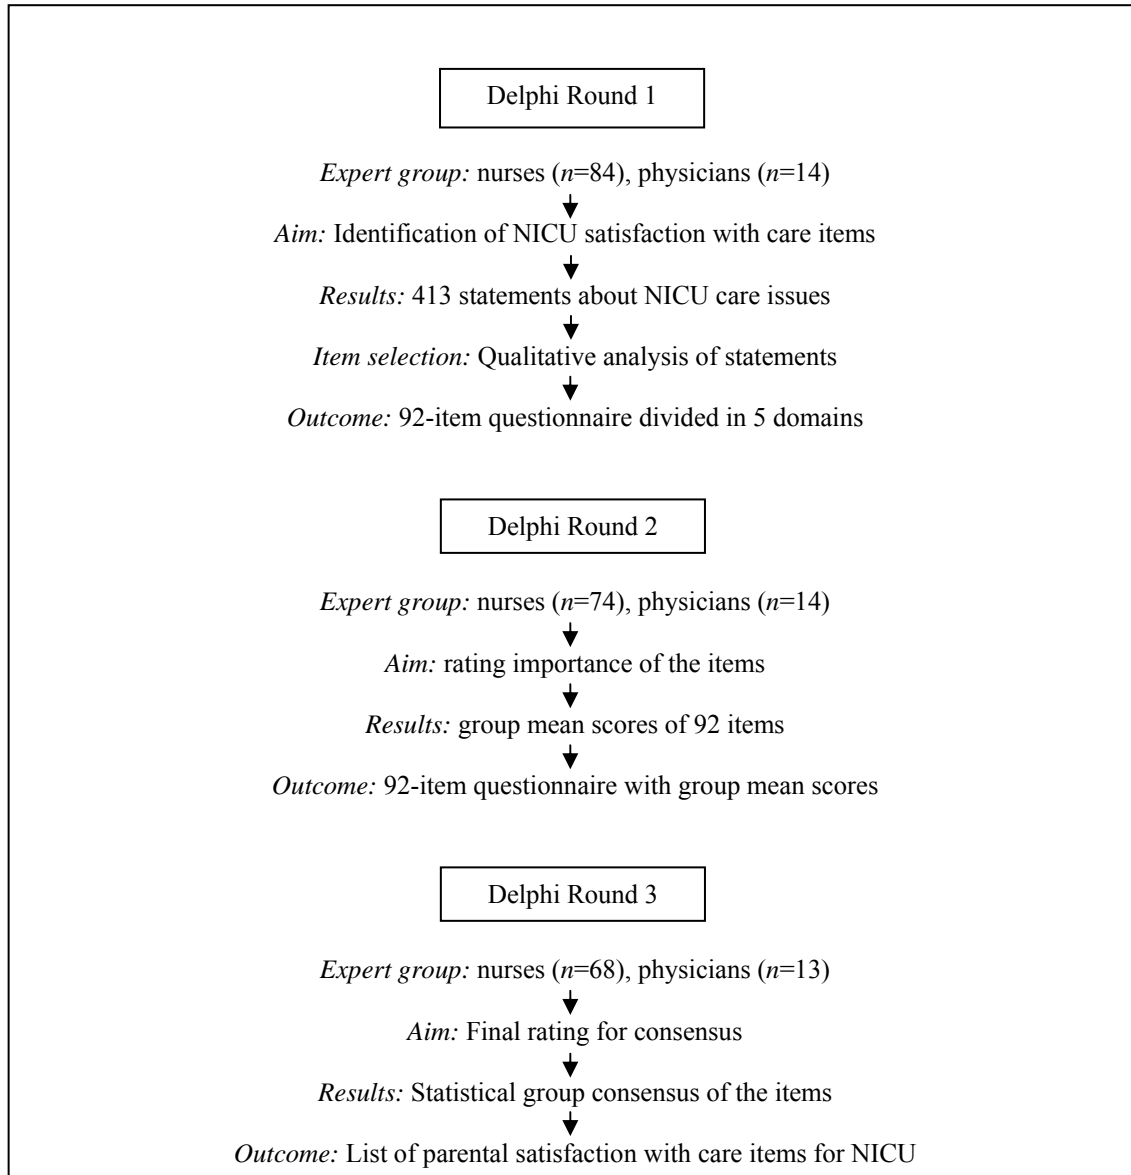 Delphi Round 1
Expert group: nurses (n=84), physicians (n=14)
Aim: Identification of NICU satisfaction with care items
Results: 413 statements about NICU care issues
Item selection: Qualitative analysis of statements
Outcome: 92-item questionnaire divided in 5 domains
Delphi Round 2
Expert group: nurses (n=74), physicians (n=14)
Aim: rating importance of the items
Results: group mean scores of 92 items
Outcome: 92-item questionnaire with group mean scores
Delphi Round 3
Expert group: nurses (n=68), physicians (n=13)
Aim: Final rating for consensus
Results: Statistical group consensus of the items
Outcome: List of parental satisfaction with care items for NICU